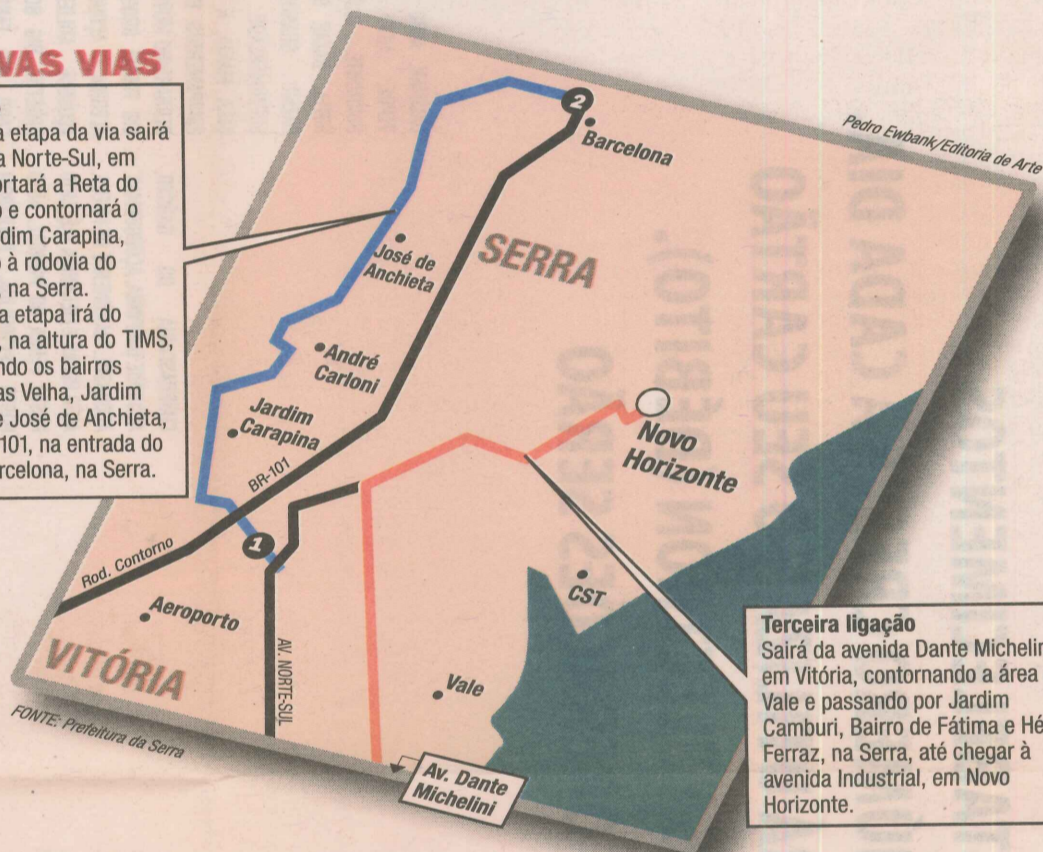 VAS VIAS
a etapa da via sairá
a Norte-Sul, em
ortará a Reta do
o e contornará o
dim Carapina,
o à rodovia do
, na Serra.
a etapa irá do
, na altura do TIMS,
ndo os bairros
as Velha, Jardim
e José de Anchieta,
101, na entrada do
rcelona, na Serra.
Pedro Ewbank/Editoria de Arte
2
Barcelona
José de
Anchieta
SERRA
André
Carloni
Jardim
Carapina
Novo
Horizonte
BR-101
1
Rod. Contorno
CST
Aeroporto
VITÓRIA
AV. NORTE-SUL
Vale
FONTE: Prefeitura da Serra
Av. Dante
Michelini
Terceira ligação
Sairá da avenida Dante Michelin
em Vitória, contornando a área
Vale e passando por Jardim
Camburi, Bairro de Fátima e Hé
Ferraz, na Serra, até chegar à
avenida Industrial, em Novo
Horizonte.